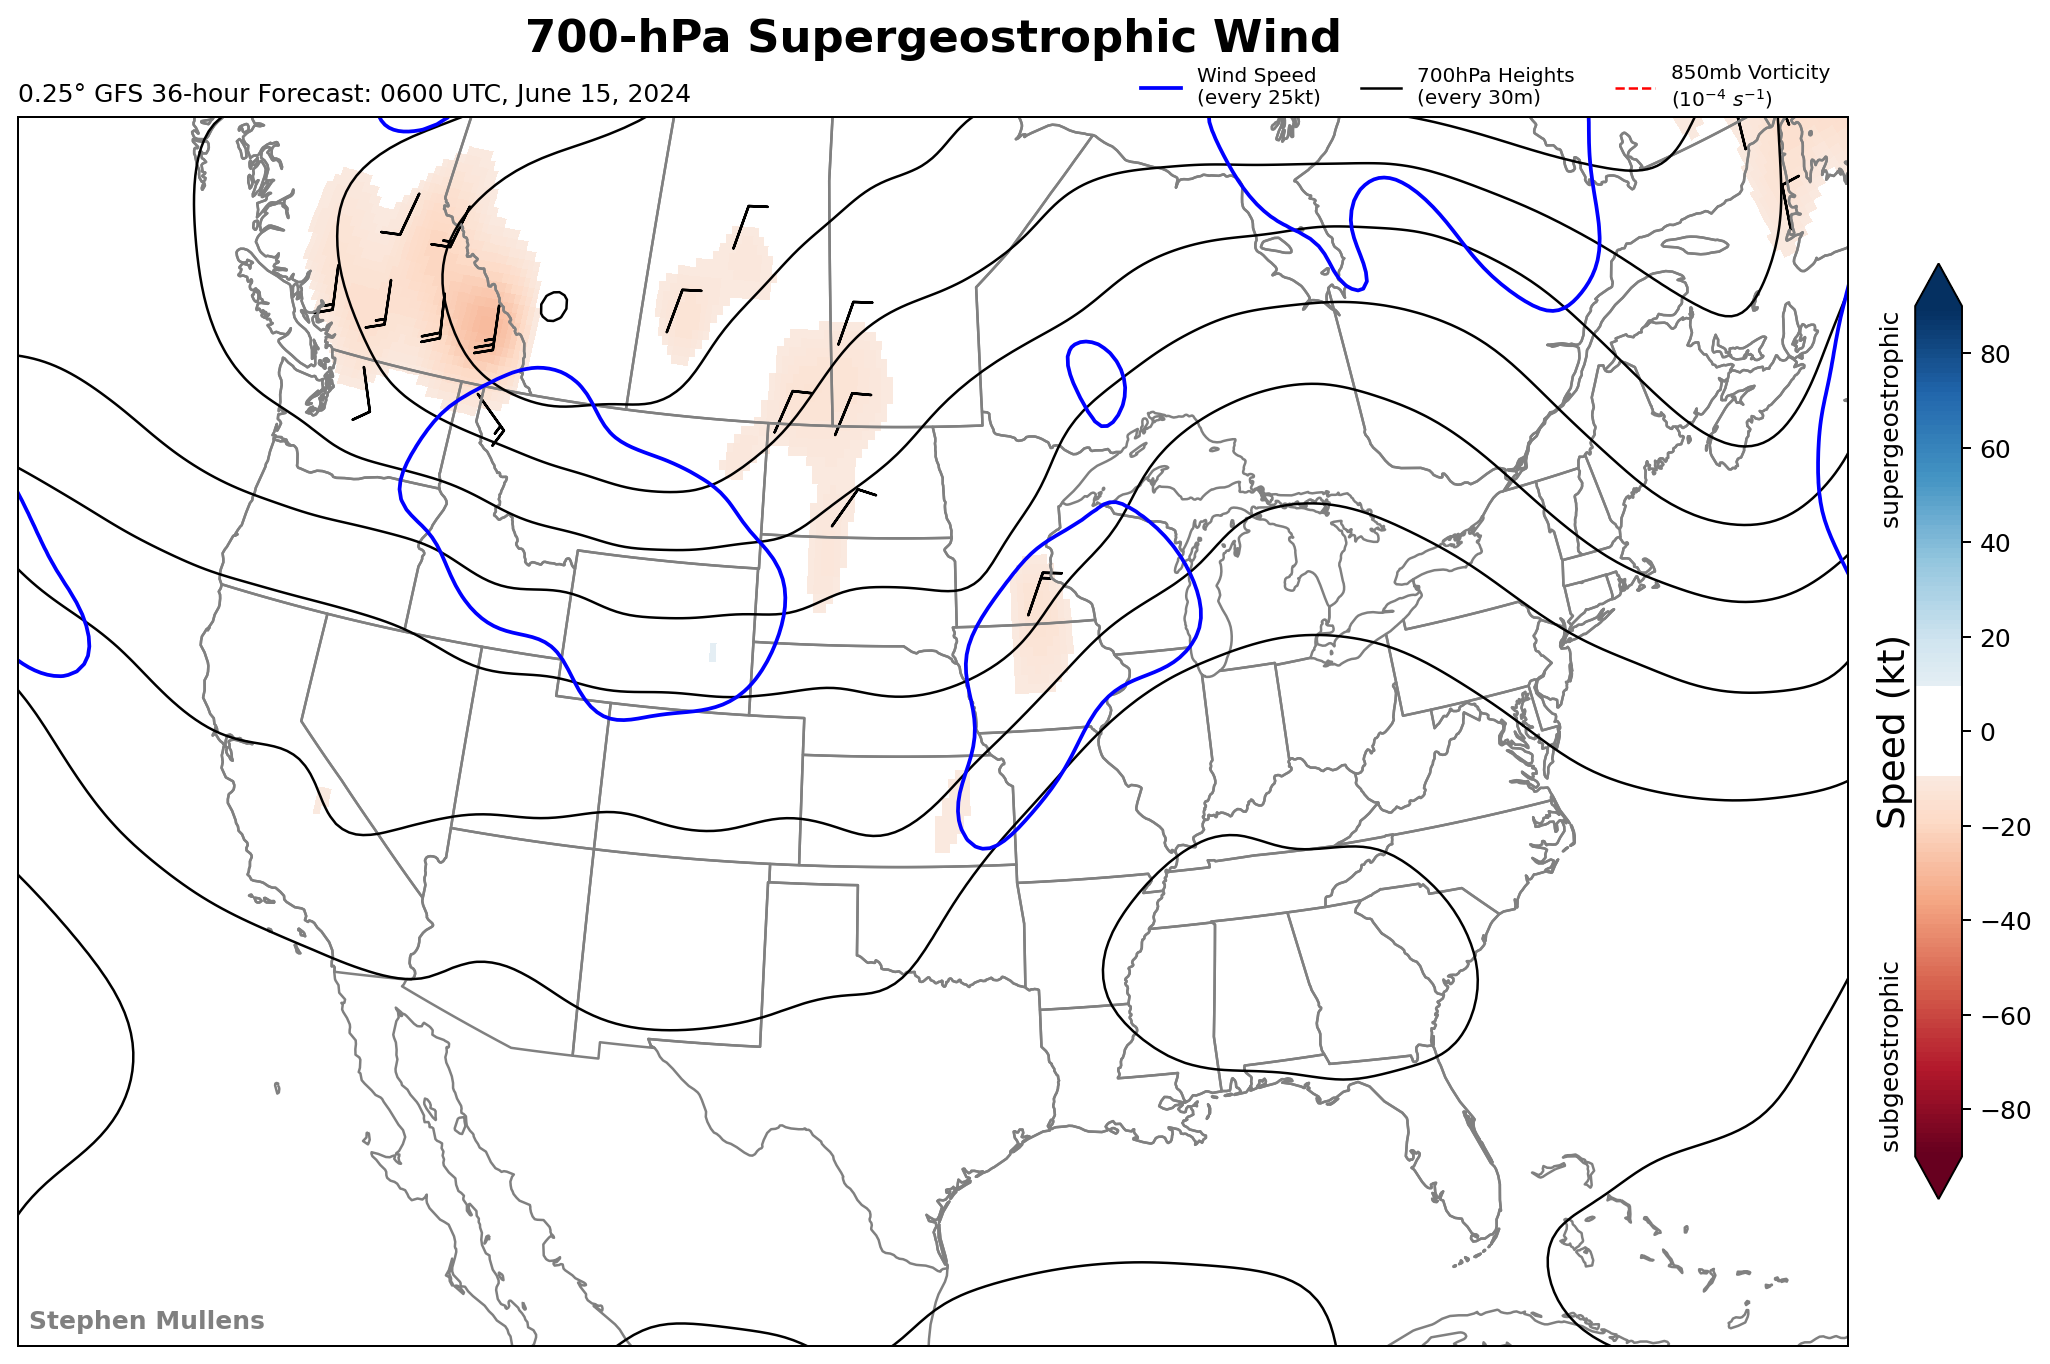 700-hPa Supergeostrophic Wind
0.25° GFS 36-hour Forecast: 0600 UTC, June 15, 2024
Wind Speed
(every 25kt)
700hPa Heights
(every 30m)
850mb Vorticity
(10⁻⁴ s⁻¹)
supergeostrophic
Speed (kt)
subgeostrophic
80
60
40
20
0
−20
−40
−60
−80
Stephen Mullens